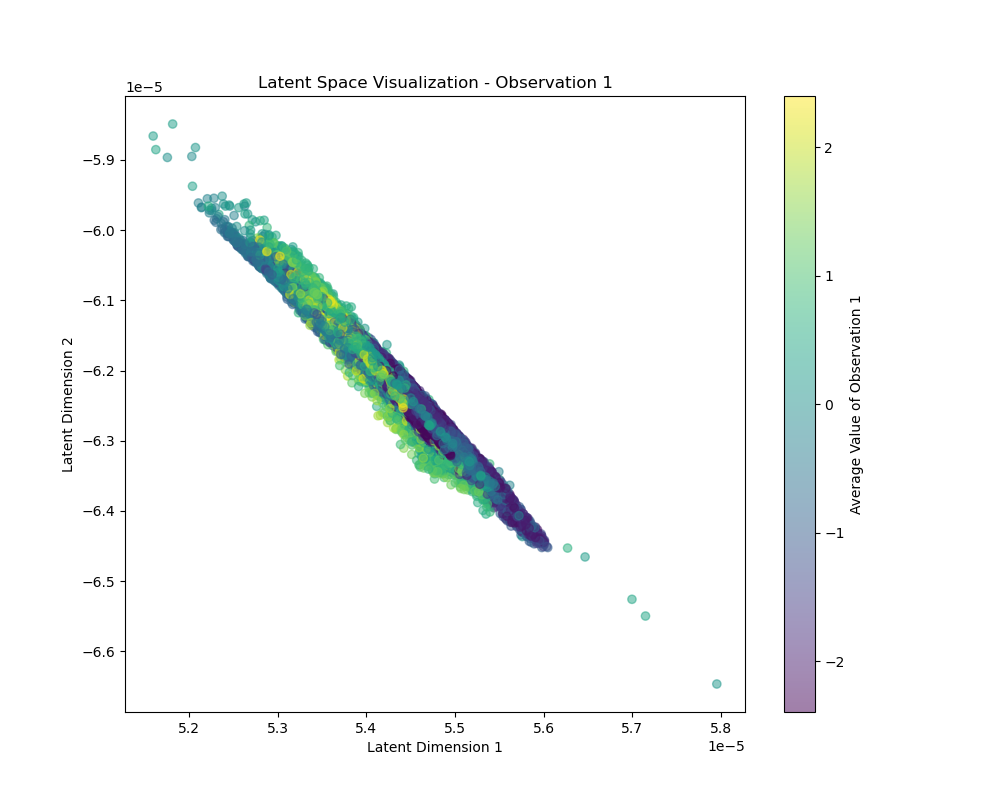 Latent Space Visualization - Observation 1
1e−5
−5.9
−6.0
−6.1
−6.2
−6.3
−6.4
−6.5
−6.6
Latent Dimension 2
5.2 5.3 5.4 5.5 5.6 5.7 5.8
1e−5
Latent Dimension 1
2
1
0
−1
−2
Average Value of Observation 1